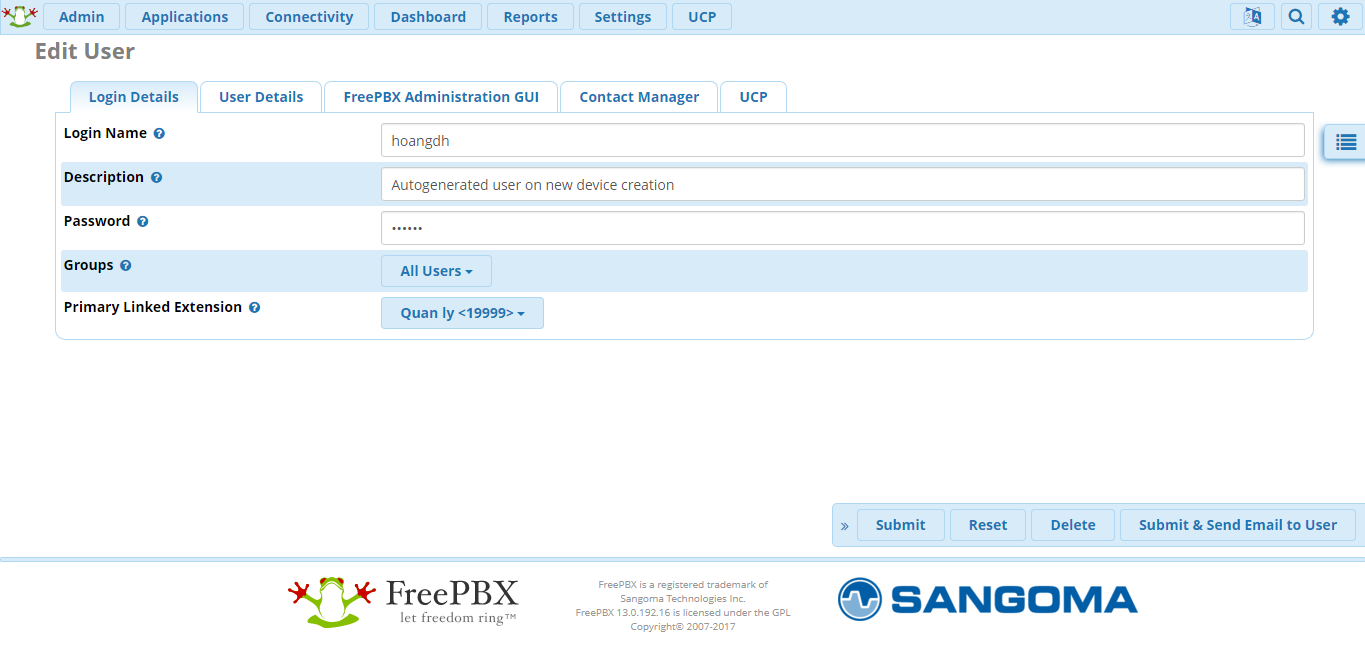 Admin Applications Connectivity Dashboard Reports Settings UCP
Edit User
Login Details User Details FreePBX Administration GUI Contact Manager UCP
Login Name hoangdh
Description Autogenerated user on new device creation
Password ••••••
Groups All Users
Primary Linked Extension Quan ly <19999>
» Submit Reset Delete Submit & Send Email to User
FreePBX
let freedom ring™
FreePBX is a registered trademark of
Sangoma Technologies Inc.
FreePBX 13.0.192.16 is licensed under the GPL
Copyright© 2007-2017
SANGOMA